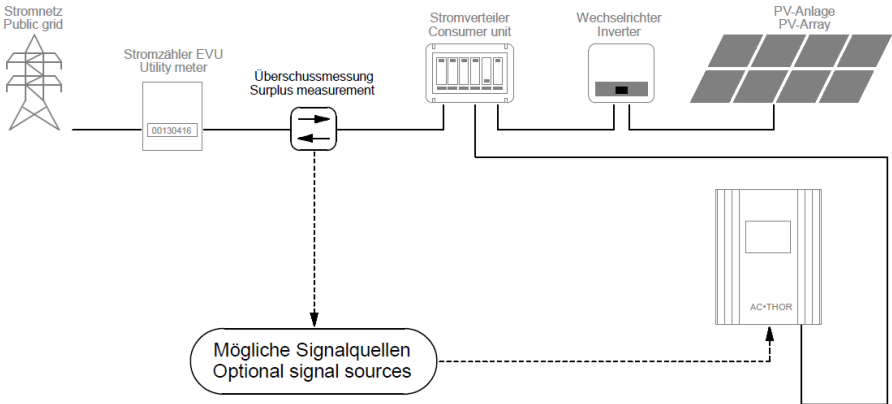 Stromnetz
Public grid
Stromzähler EVU
Utility meter
00130416
Überschussmessung
Surplus measurement
Stromverteiler
Consumer unit
Wechselrichter
Inverter
PV-Anlage
PV-Array
AC•THOR
Mögliche Signalquellen
Optional signal sources